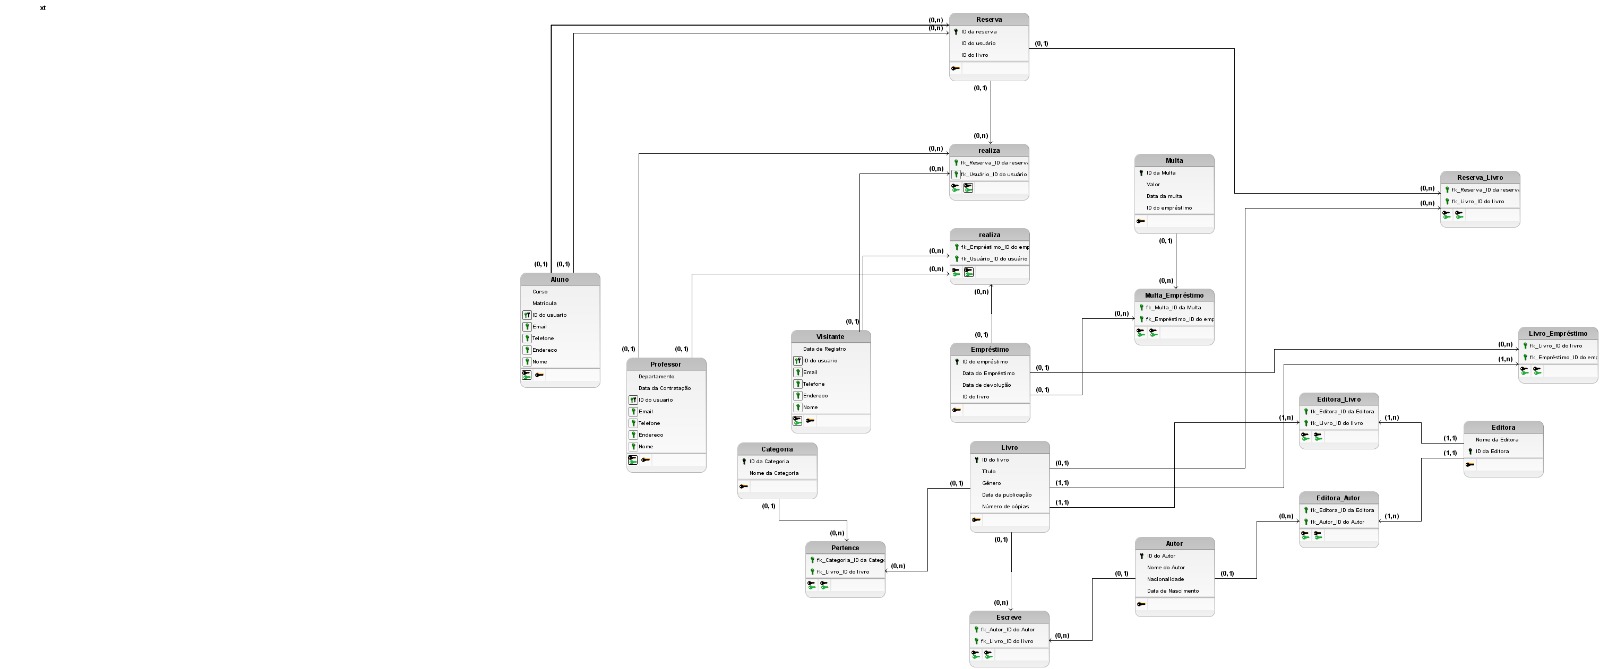 xt
Reserva
ID da reserva
ID do usuário
ID do livro
(0,n)
(0,n)
(0,1)
(0,1)
(0,n)
realiza
fk_Reserva_ID da reserva
fk_Usuário_ID do usuário
(0,n)
(0,n)
Multa
ID da Multa
Valor
Data da multa
ID do empréstimo
(0,1)
Reserva_Livro
fk_Reserva_ID da reserva
fk_Livro_ID do livro
(0,n)
(0,n)
realiza
fk_Empréstimo_ID do emp
fk_Usuário_ID do usuário
(0,n)
(0,n)
(0,n)
(0,1)
(0,1)
(0,1)
Aluno
Curso
Matrícula
ID do usuario
Email
Telefone
Endereco
Nome
(0,n)
Multa_Empréstimo
fk_Multa_ID da Multa
fk_Empréstimo_ID do emp
(0,n)
(0,1)
(0,1)
Professor
Departamento
Data da Contratação
ID do usuario
Email
Telefone
Endereco
Nome
(0,1)
Visitante
Data de Registro
ID do usuario
Email
Telefone
Endereco
Nome
(0,1)
Empréstimo
ID do empréstimo
Data do Empréstimo
Data de devolução
ID do livro
(0,1)
(0,1)
Livro_Empréstimo
fk_Livro_ID do livro
fk_Empréstimo_ID do em
(0,n)
(1,n)
Editora_Livro
fk_Editora_ID da Editora
fk_Livro_ID do livro
(1,n)
(1,n)
Editora
Nome da Editora
ID da Editora
(1,1)
(1,1)
Categoria
ID da Categoria
Nome da Categoria
(0,1)
Livro
ID do livro
Título
Gênero
Data da publicação
Número de cópias
(0,1)
(0,1)
(1,1)
(1,1)
(0,1)
Editora_Autor
fk_Editora_ID da Editora
fk_Autor_ID do Autor
(0,n)
(1,n)
(0,n)
Pertence
fk_Categoria_ID da Categ
fk_Livro_ID do livro
(0,n)
Autor
ID do Autor
Nome do Autor
Nacionalidade
Data de Nascimento
(0,1)
(0,1)
(0,n)
Escreve
fk_Autor_ID do Autor
fk_Livro_ID do livro
(0,n)